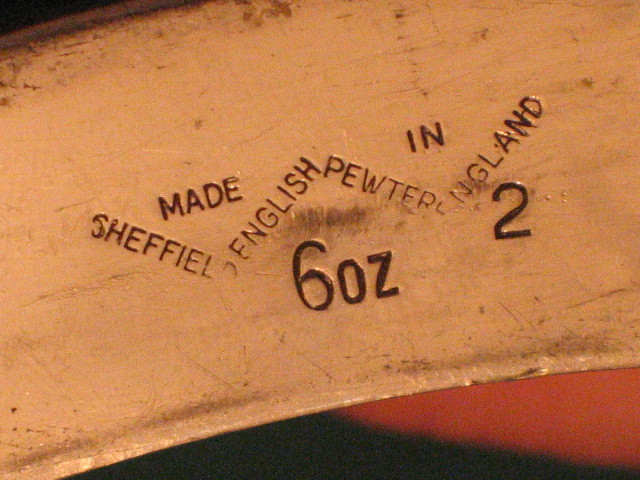 MADE IN
SHEFFIELD ENGLISH PEWTER ENGLAND
6oz 2